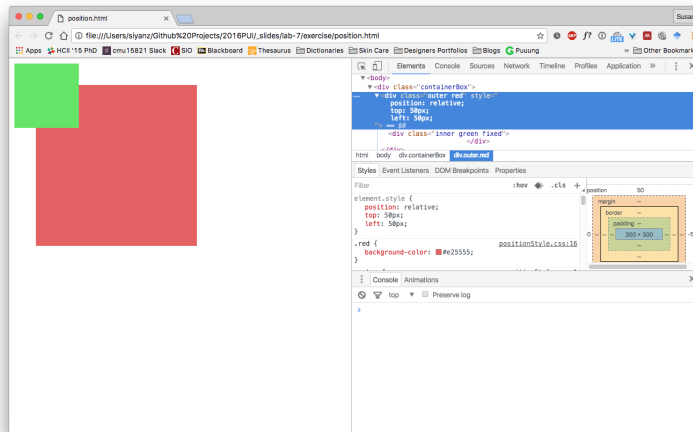 position.html
Susan
file:///Users/siyanz/Github%20Projects/2016PUI/_slides/lab-7/exercise/position.html
Apps HCII '15 PhD cmu15821 Slack SIO Blackboard Thesaurus Dictionaries Skin Care Designers Portfolios Blogs Puuung » Other Bookmark
Elements Console Sources Network Timeline Profiles Application »
▼<body>
▼<div class="containerBox">
▼<div class="outer red" style="
position: relative;
top: 50px;
left: 50px;
"> == $0
<div class="inner green fixed">
</div>
</div>
html body div.containerBox div.outer.red
Styles Event Listeners DOM Breakpoints Properties
Filter :hov .cls +
element.style {
position: relative;
top: 50px;
left: 50px;
}
.red { positionStyle.css:16
background-color: #e25555;
}
position 50
margin –
border –
padding –
0 – – – 300 × 300 – – – -5
–
–
–
Console Animations
top ▼ Preserve log
>